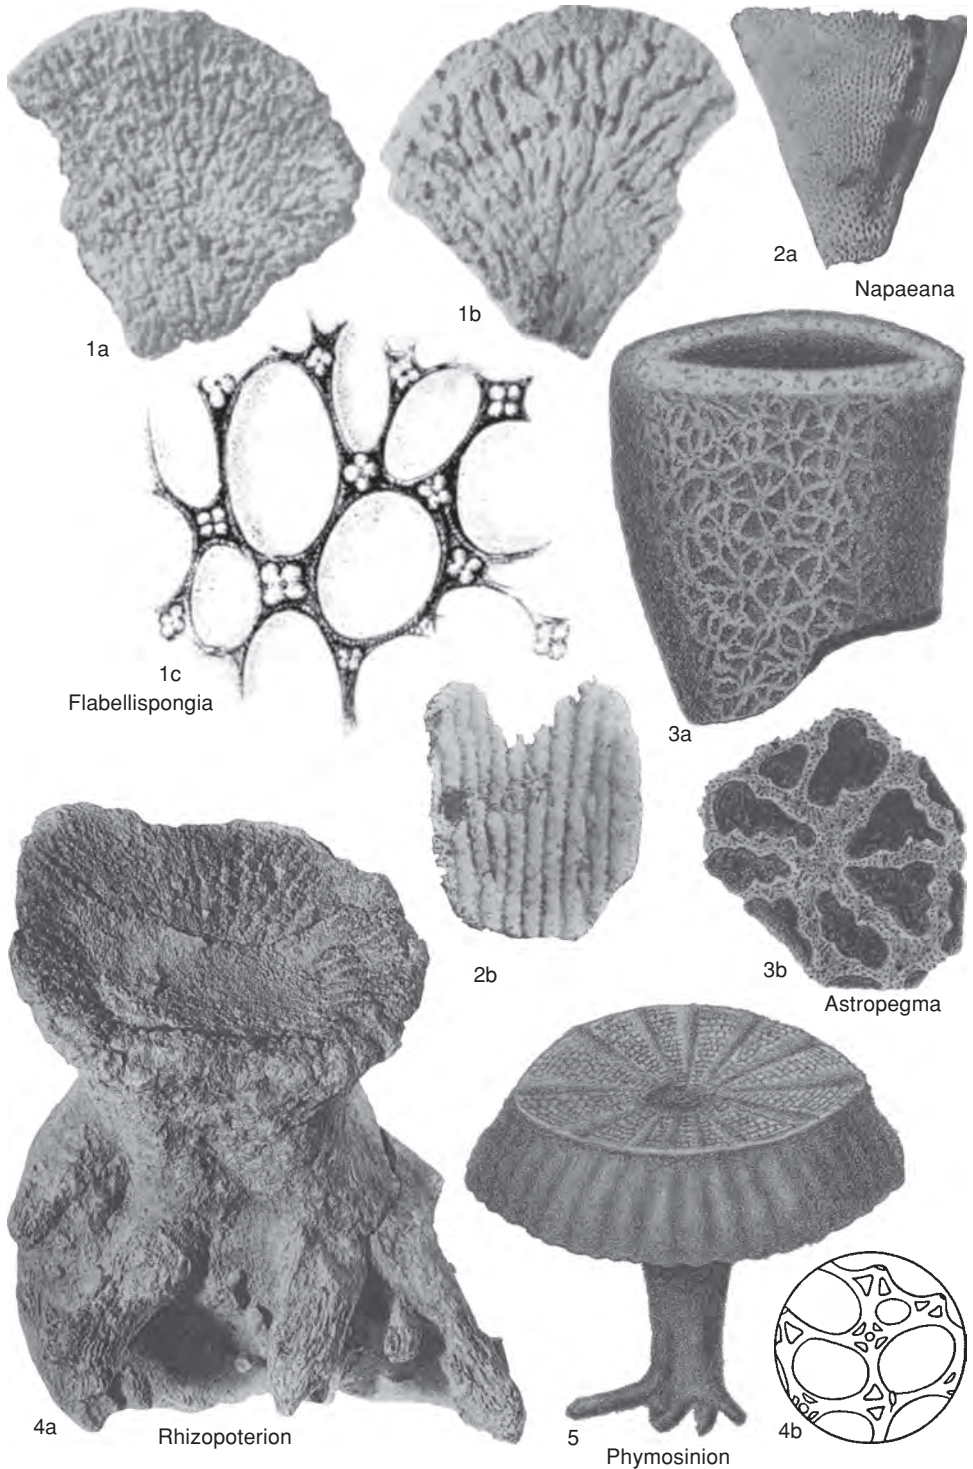 1a
1b
2a
Napaeana
1c
Flabellispongia
3a
2b
3b
Astropegma
4a
Rhizopoterion
5
Phymosinion
4b